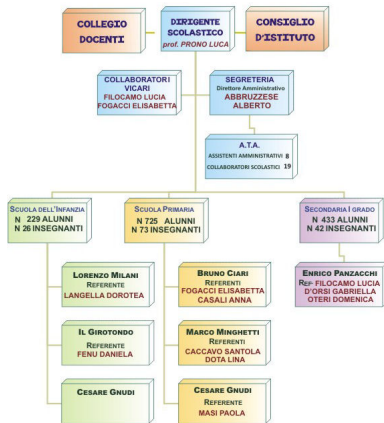 COLLEGIO
DOCENTI
DIRIGENTE
SCOLASTICO
prof. PRONO LUCA
CONSIGLIO
D'ISTITUTO
COLLABORATORI
VICARI
FILOCAMO LUCIA
FOGACCI ELISABETTA
SEGRETERIA
Direttore Amministrativo
ABBRUZZESE
ALBERTO
A.T.A.
ASSISTENTI AMMINISTRATIVI 8
COLLABORATORI SCOLASTICI 19
SCUOLA DELL'INFANZIA
N 229 ALUNNI
N 26 INSEGNANTI
SCUOLA PRIMARIA
N 725 ALUNNI
N 73 INSEGNANTI
SECONDARIA I GRADO
N 433 ALUNNI
N 42 INSEGNANTI
LORENZO MILANI
REFERENTE
LANGELLA DOROTEA
BRUNO CIARI
REFERENTI
FOGACCI ELISABETTA
CASALI ANNA
ENRICO PANZACCHI
REF FILOCAMO LUCIA
D'ORSI GABRIELLA
OTERI DOMENICA
IL GIROTONDO
REFERENTE
FENU DANIELA
MARCO MINGHETTI
REFERENTI
CACCAVO SANTOLA
DOTA LINA
CESARE GNUDI
CESARE GNUDI
REFERENTE
MASI PAOLA